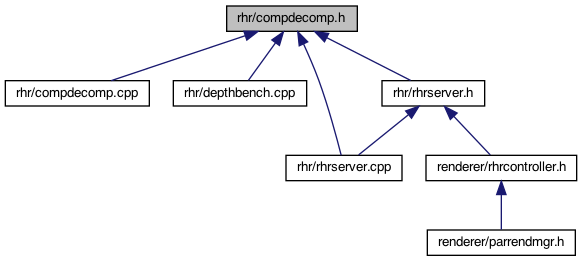 rhr/compdecomp.h
rhr/compdecomp.cpp
rhr/depthbench.cpp
rhr/rhrserver.h
rhr/rhrserver.cpp
renderer/rhrcontroller.h
renderer/parrendmgr.h